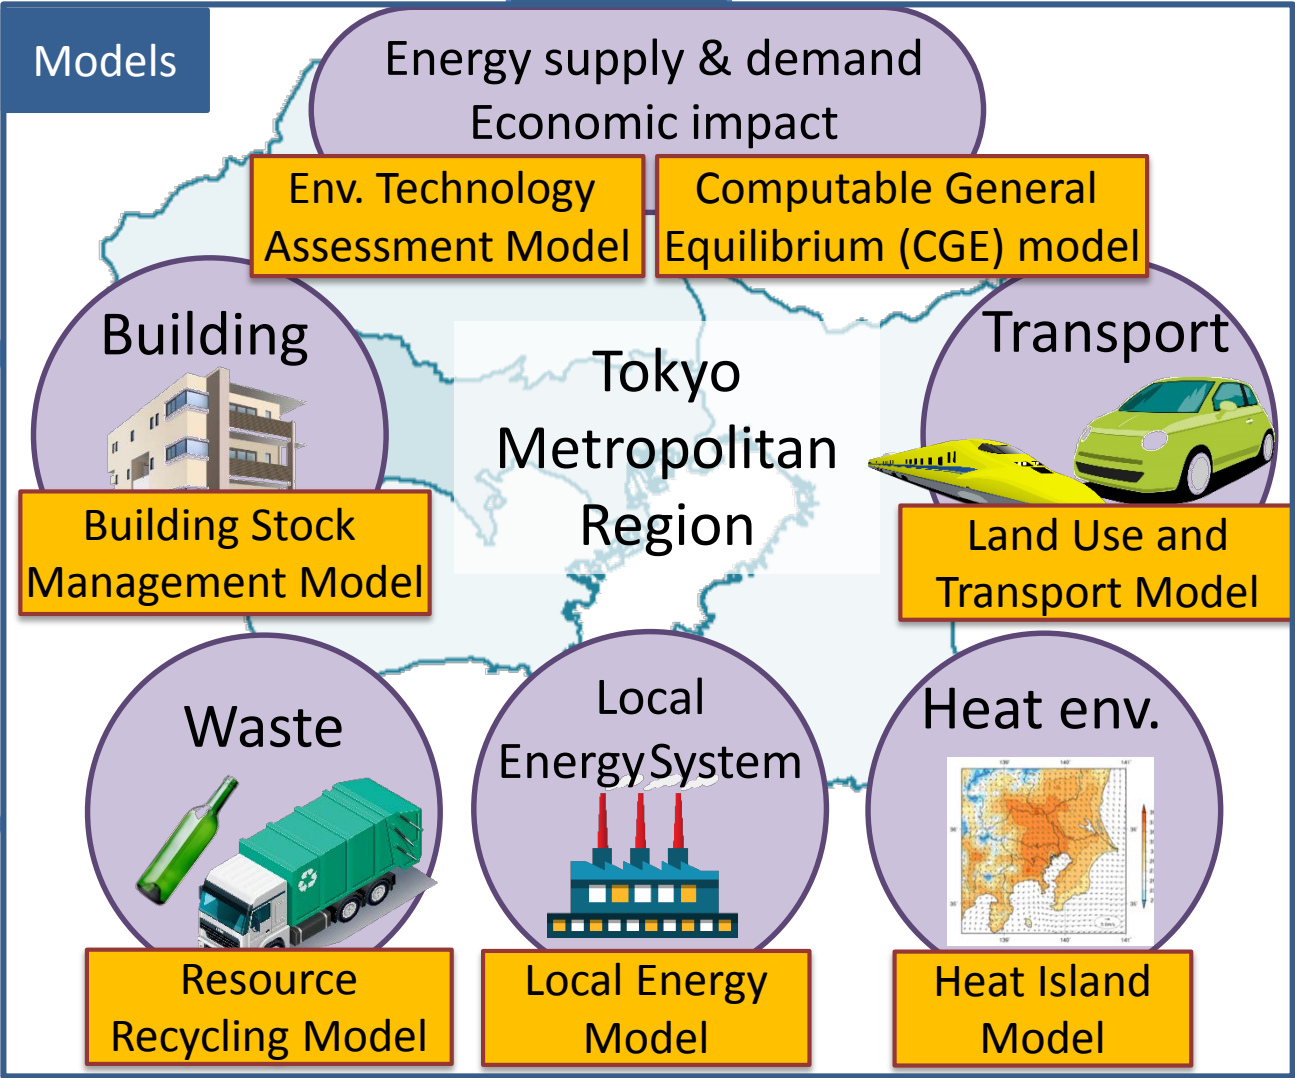 Models
Energy supply & demand
Economic impact
Env. Technology
Assessment Model
Computable General
Equilibrium (CGE) model
Building
Building Stock
Management Model
Tokyo
Metropolitan
Region
Transport
Land Use and
Transport Model
Waste
Resource
Recycling Model
Local
Energy System
Local Energy
Model
Heat env.
Heat Island
Model